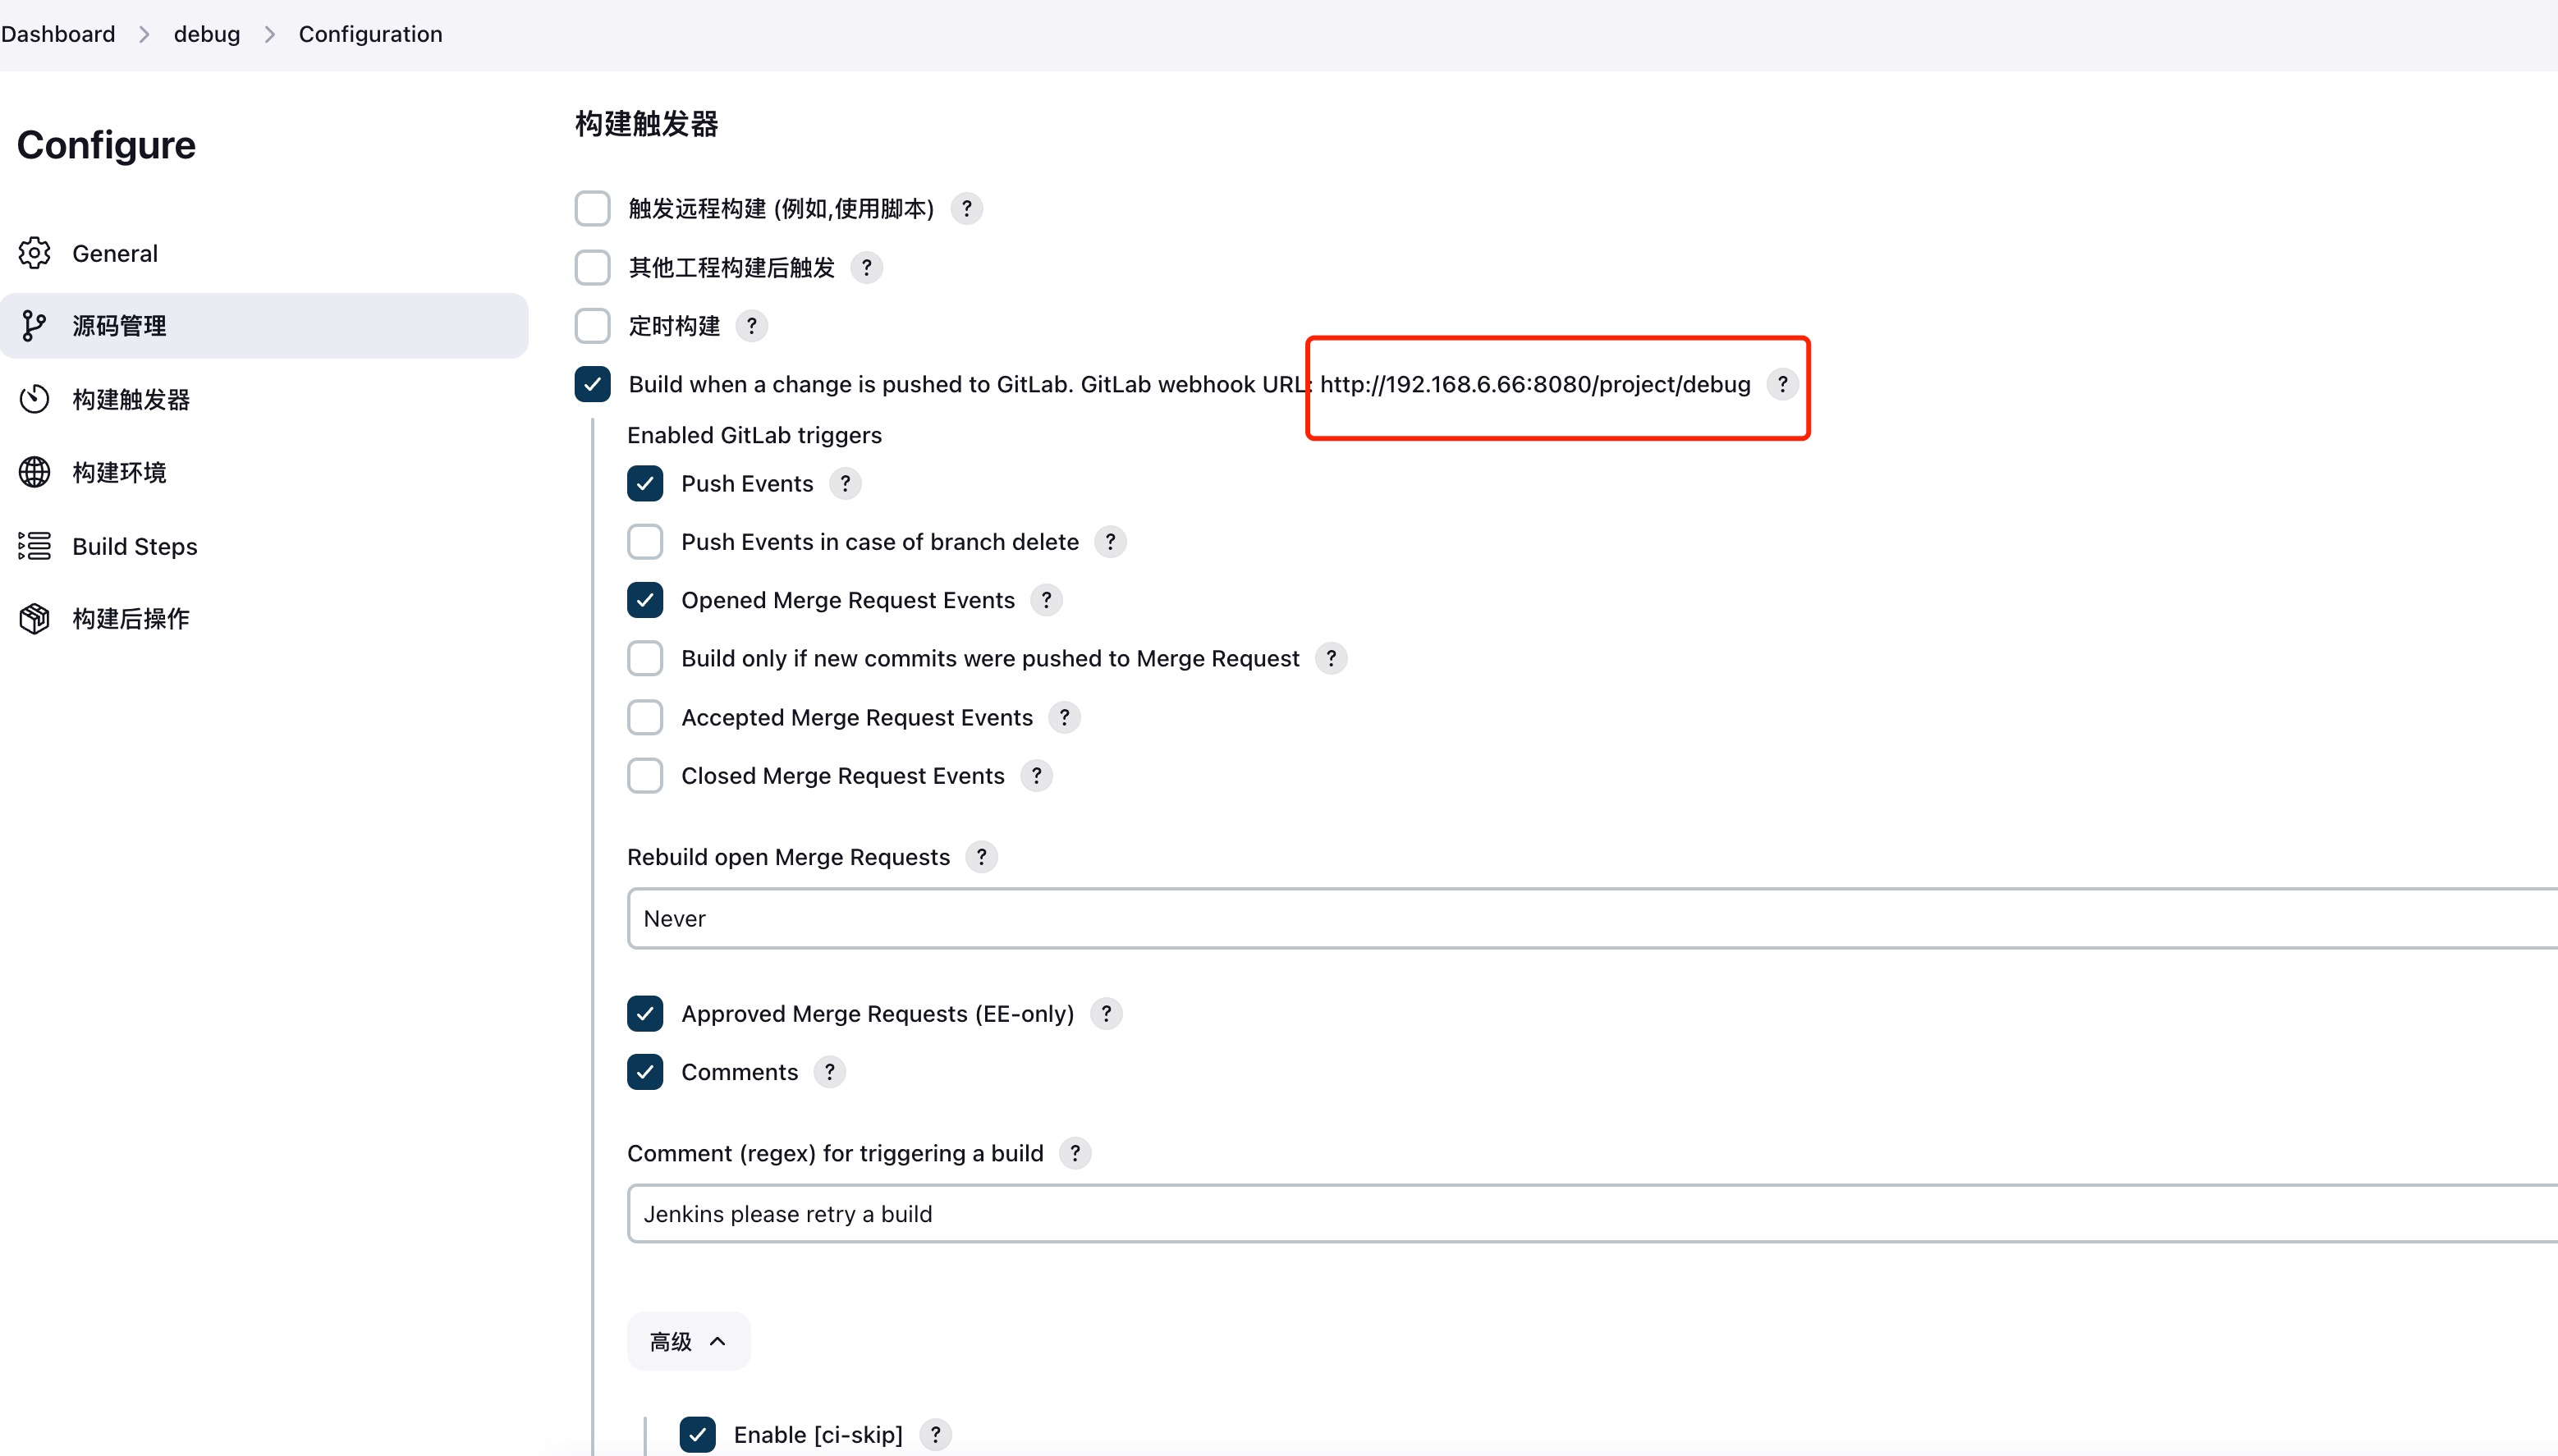 Dashboard > debug > Configuration
Configure
General
源码管理
构建触发器
构建环境
Build Steps
构建后操作
构建触发器
触发远程构建 (例如,使用脚本) ?
其他工程构建后触发 ?
定时构建 ?
Build when a change is pushed to GitLab. GitLab webhook URL: http://192.168.6.66:8080/project/debug ?
Enabled GitLab triggers
Push Events ?
Push Events in case of branch delete ?
Opened Merge Request Events ?
Build only if new commits were pushed to Merge Request ?
Accepted Merge Request Events ?
Closed Merge Request Events ?
Rebuild open Merge Requests ?
Never
Approved Merge Requests (EE-only) ?
Comments ?
Comment (regex) for triggering a build ?
Jenkins please retry a build
高级
Enable [ci-skip] ?